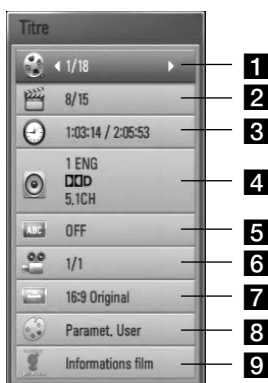 Titre
1/18
1
8/15
2
1:03:14 / 2:05:53
3
1 ENG
D
5.1CH
4
ABC
OFF
5
1/1
6
16:9 Original
7
Paramet. User
8
Informations film
9